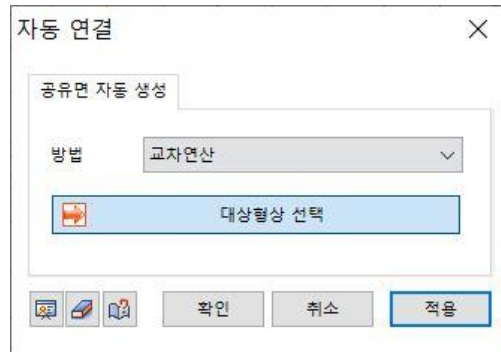 자동 연결
공유면 자동 생성
방법 교차연산
대상형상 선택
확인 취소 적용